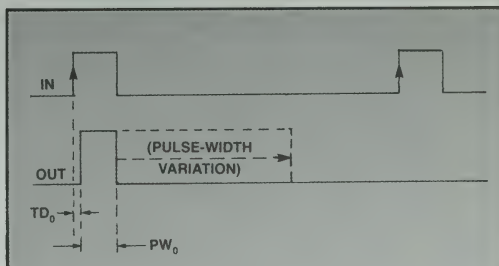 IN
(PULSE-WIDTH
VARIATION)
OUT
TD₀
PW₀